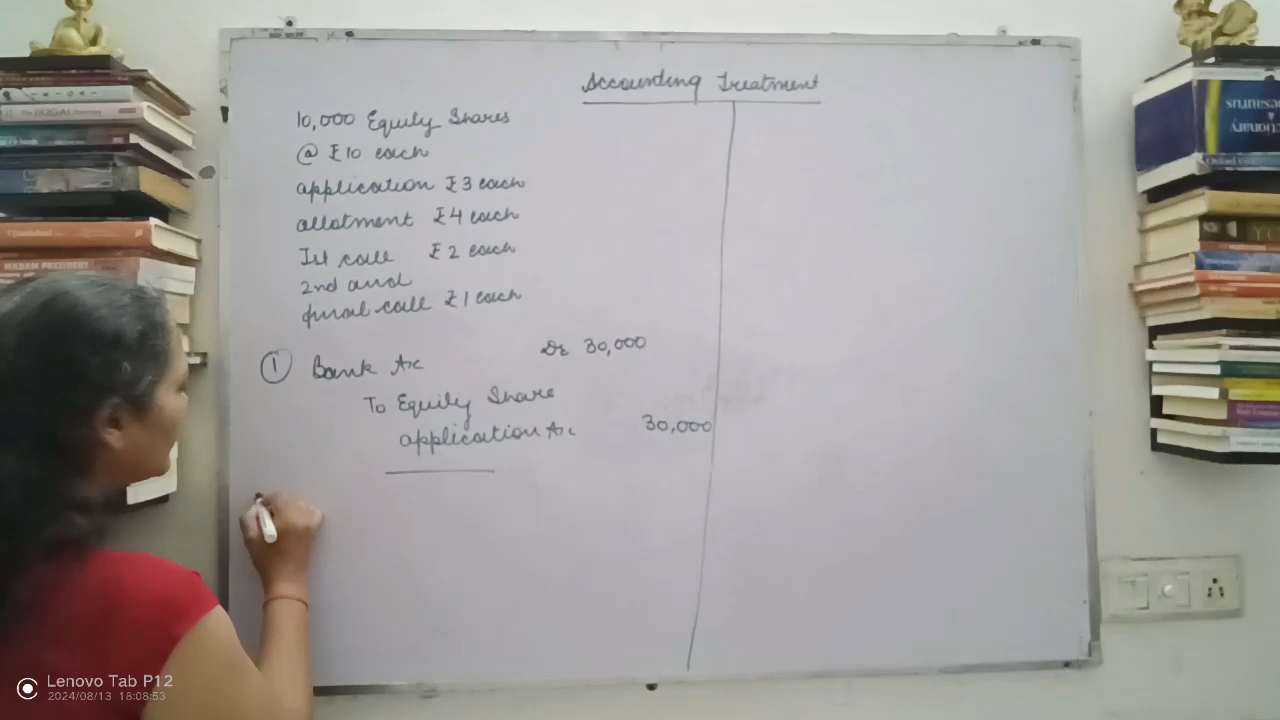 Accounting Treatment
10,000 Equity Shares
@ ₹10 each
application ₹3 each
allotment ₹4 each
Ist call ₹2 each
2nd and
final call ₹1 each
① Bank A/c Dr 30,000
To Equity Share
application A/c 30,000
MADAM PRESIDENT
Lenovo Tab P12
2024/08/13 18:08:53